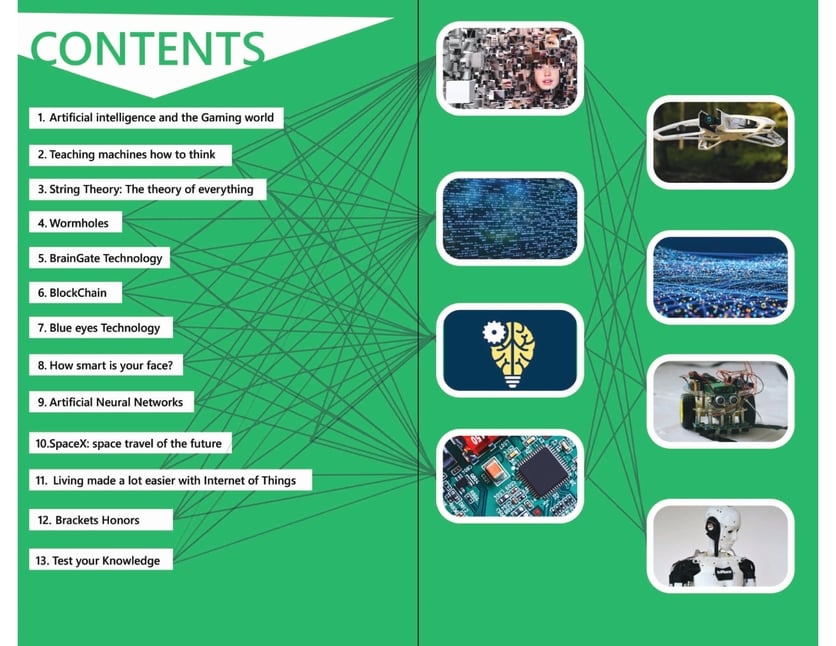 CONTENTS
1. Artificial intelligence and the Gaming world
2. Teaching machines how to think
3. String Theory: The theory of everything
4. Wormholes
5. BrainGate Technology
6. BlockChain
7. Blue eyes Technology
8. How smart is your face?
9. Artificial Neural Networks
10.SpaceX: space travel of the future
11. Living made a lot easier with Internet of Things
12. Brackets Honors
13. Test your Knowledge